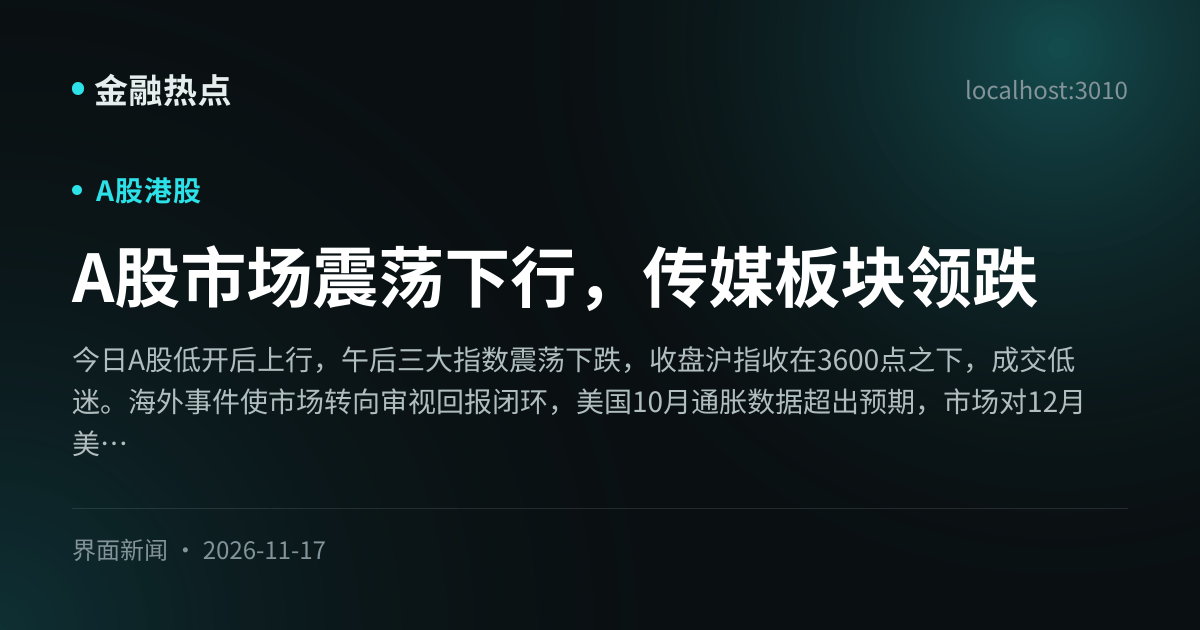 金融热点
localhost:3010
A股港股
A股市场震荡下行，传媒板块领跌
今日A股低开后上行，午后三大指数震荡下跌，收盘沪指收在3600点之下，成交低
迷。海外事件使市场转向审视回报闭环，美国10月通胀数据超出预期，市场对12月
美…
界面新闻 • 2026-11-17